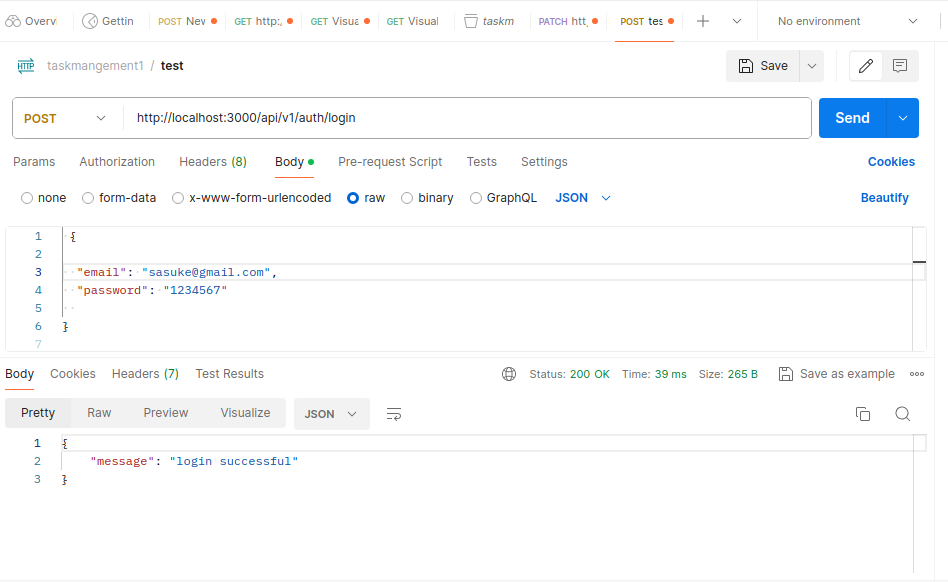 Overvi Gettin POST New GET http:/ GET Visua GET Visual taskm PATCH htt POST tes No environment
HTTP taskmangement1 / test Save
POST http://localhost:3000/api/v1/auth/login Send
Params Authorization Headers (8) Body Pre-request Script Tests Settings Cookies
none form-data x-www-form-urlencoded raw binary GraphQL JSON Beautify
1 {
2
3 "email": "sasuke@gmail.com",
4 "password": "1234567"
5
6 }
7
Body Cookies Headers (7) Test Results Status: 200 OK Time: 39 ms Size: 265 B Save as example
Pretty Raw Preview Visualize JSON
1 {
2 "message": "login successful"
3 }